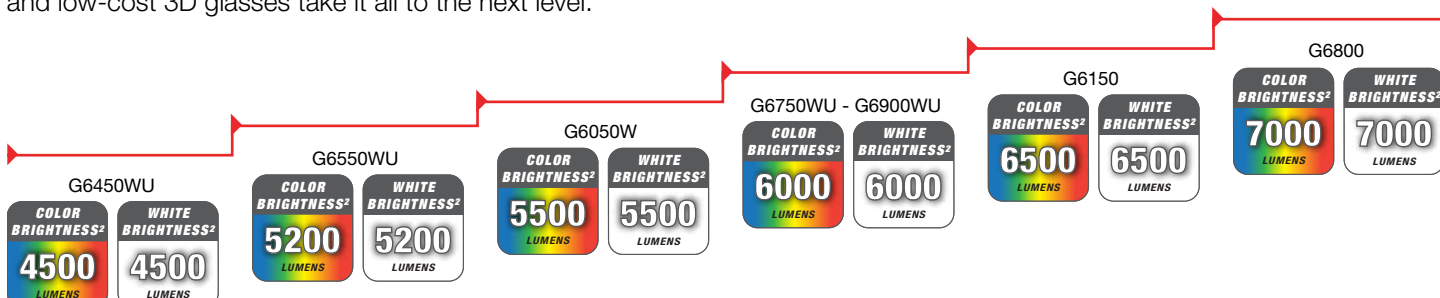 and low-cost 3D glasses take it all to the next level.
G6450WU
COLOR
BRIGHTNESS²
4500
LUMENS
WHITE
BRIGHTNESS²
4500
LUMENS
G6550WU
COLOR
BRIGHTNESS²
5200
LUMENS
WHITE
BRIGHTNESS²
5200
LUMENS
G6050W
COLOR
BRIGHTNESS²
5500
LUMENS
WHITE
BRIGHTNESS²
5500
LUMENS
G6750WU - G6900WU
COLOR
BRIGHTNESS²
6000
LUMENS
WHITE
BRIGHTNESS²
6000
LUMENS
G6150
COLOR
BRIGHTNESS²
6500
LUMENS
WHITE
BRIGHTNESS²
6500
LUMENS
G6800
COLOR
BRIGHTNESS²
7000
LUMENS
WHITE
BRIGHTNESS²
7000
LUMENS